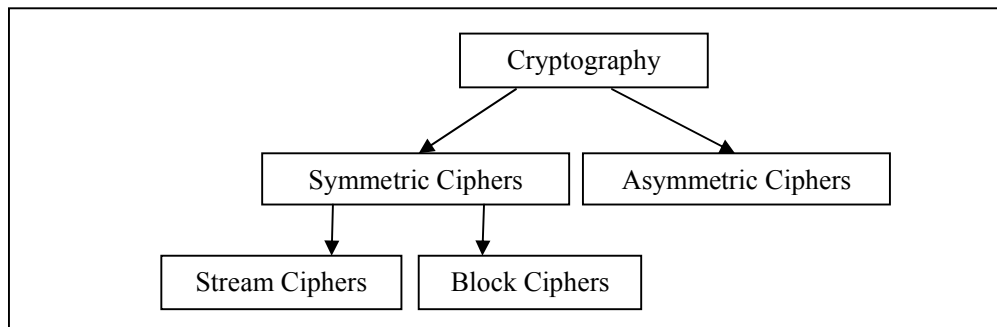 Cryptography
Symmetric Ciphers
Asymmetric Ciphers
Stream Ciphers
Block Ciphers